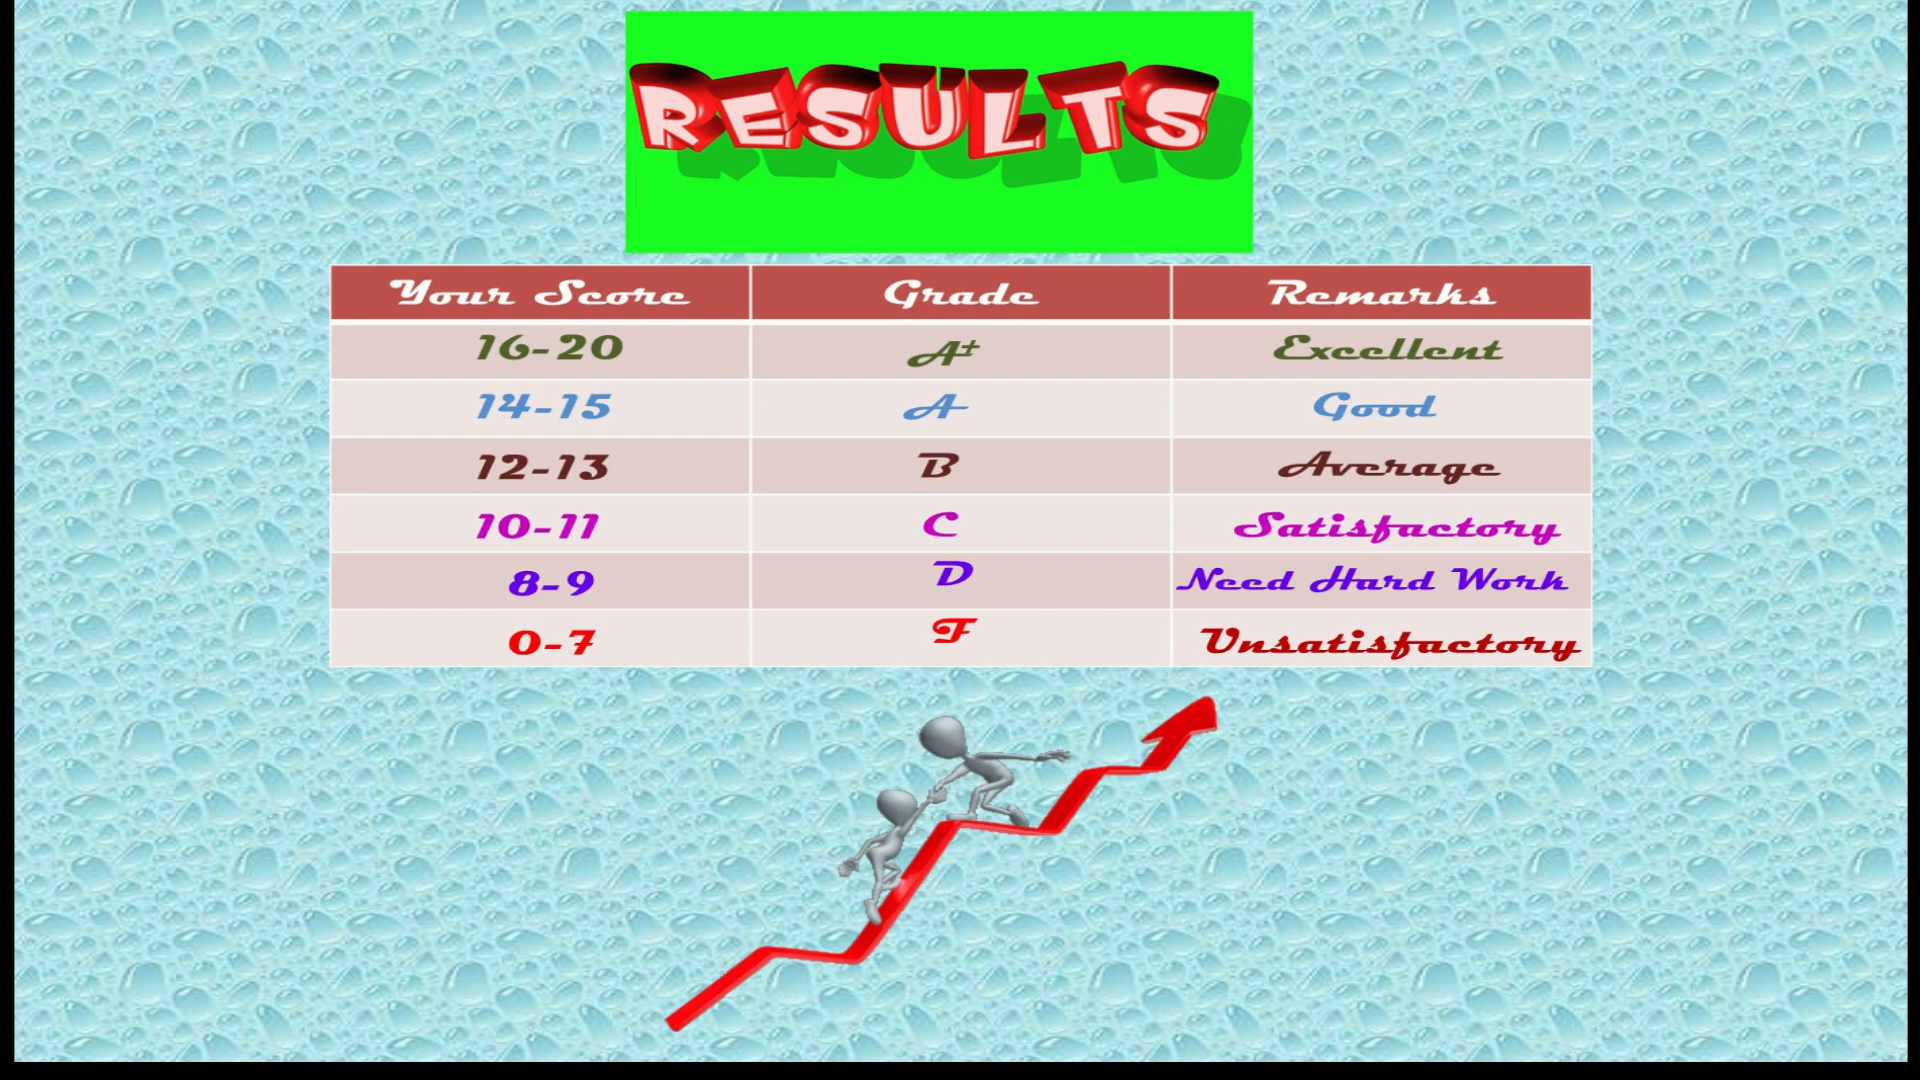 RESULTS
Your Score Grade Remarks
16-20 A+ Excellent
14-15 A Good
12-13 B Average
10-11 C Satisfactory
8-9 D Need Hard Work
0-7 F Unsatisfactory